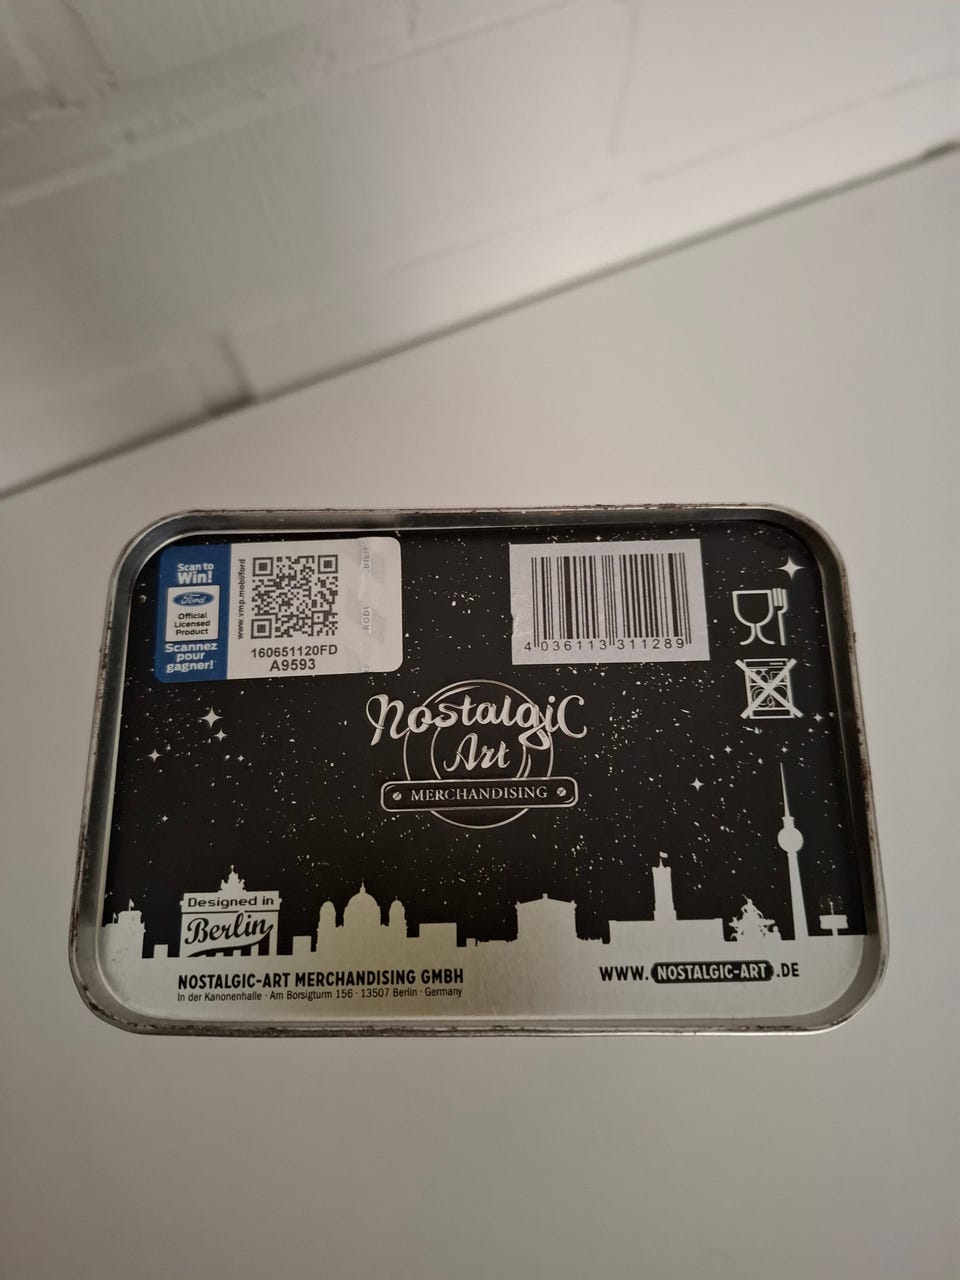 Scan to
Win!
Ford
Official
Licensed
Product
Scannez
pour
gagner!
www.vmp.mobi/ford
160651120FD
A9593
4 036113 311289
Nostalgic
Art
MERCHANDISING
Designed in
Berlin
NOSTALGIC-ART MERCHANDISING GMBH
In der Kanonenhalle · Am Borsigturm 156 · 13507 Berlin · Germany
WWW. NOSTALGIC-ART .DE